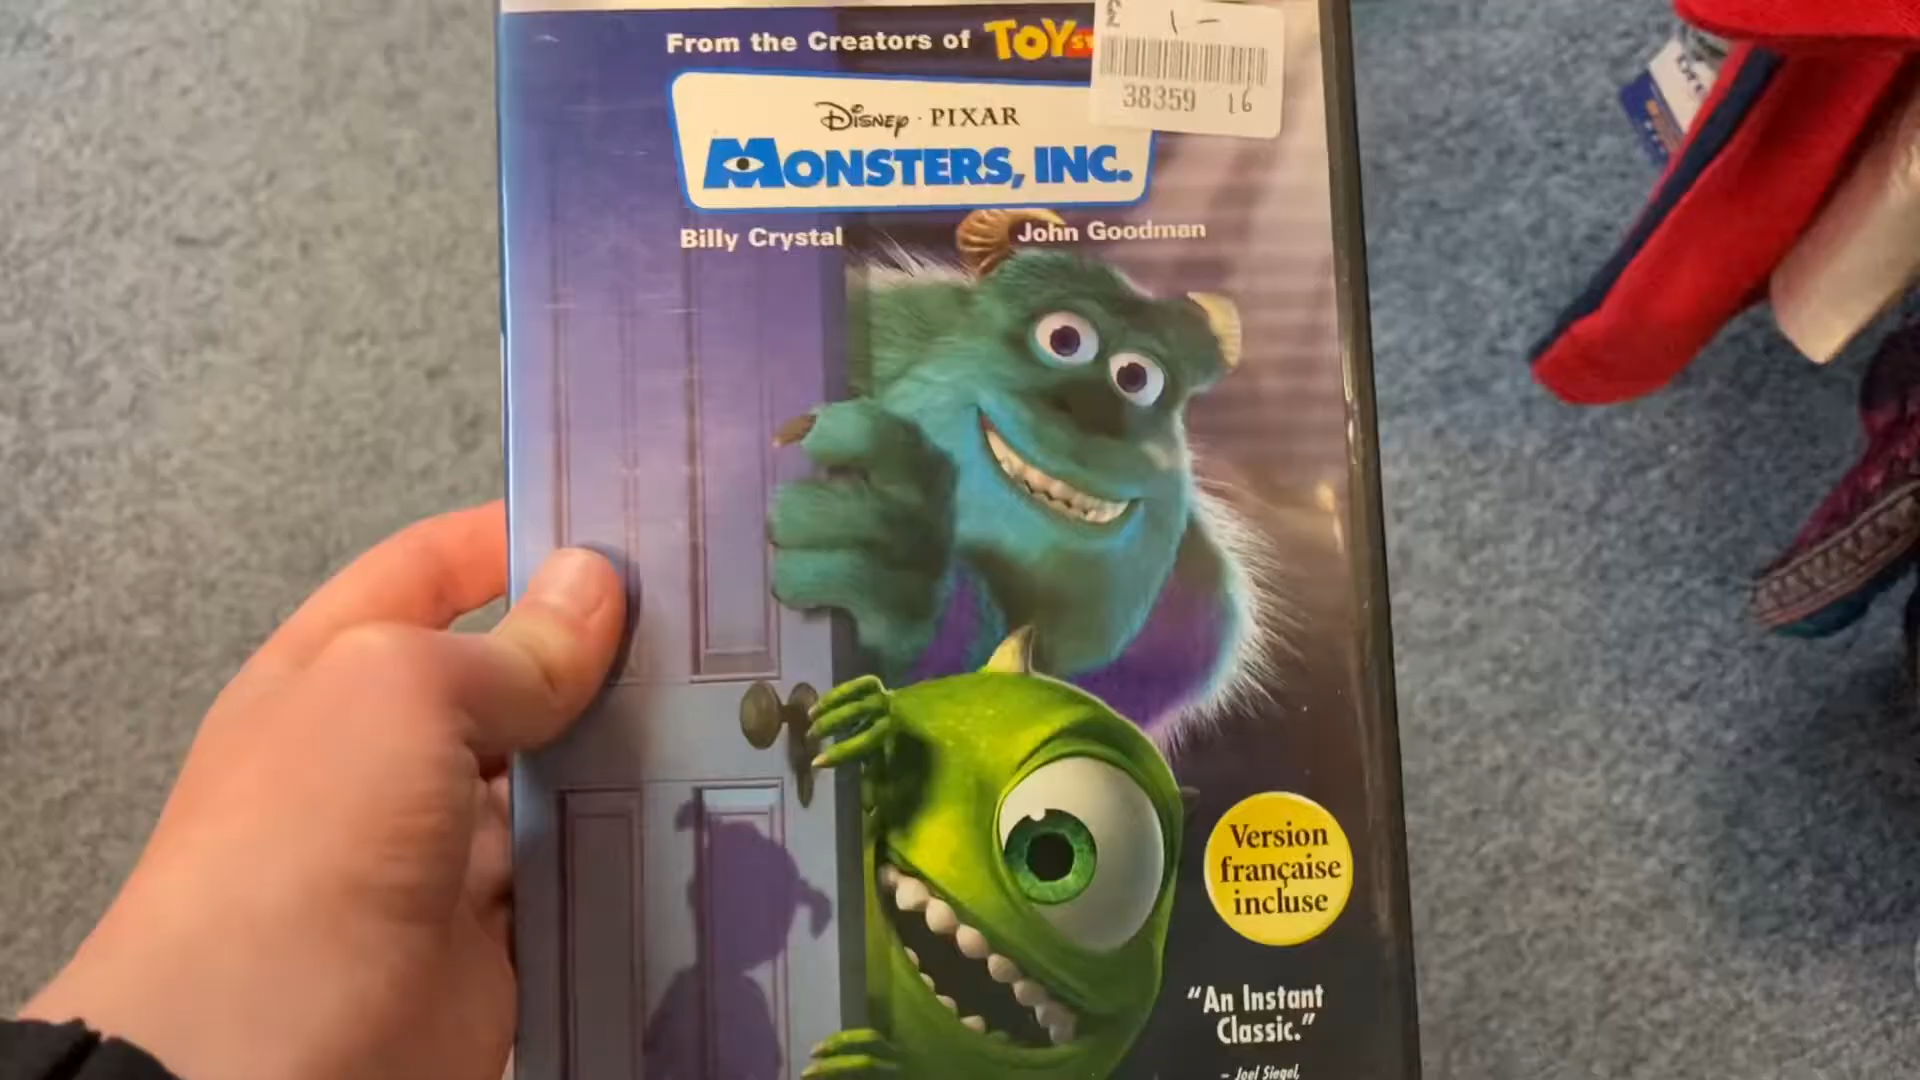 From the Creators of TOY
1-
38359 16
Disney · PIXAR
MONSTERS, INC.
Billy Crystal John Goodman
Version
française
incluse
"An Instant
Classic."
- Joel Siegel,